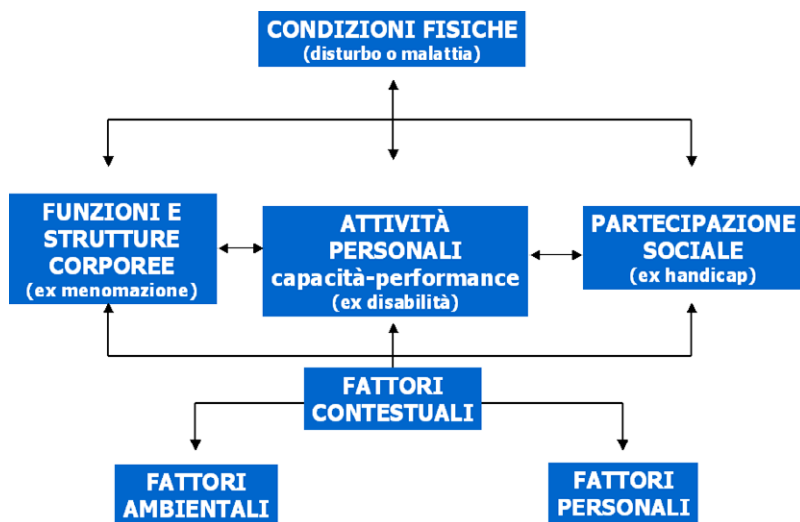 CONDIZIONI FISICHE
(disturbo o malattia)
FUNZIONI E
STRUTTURE
CORPOREE
(ex menomazione)
ATTIVITÀ
PERSONALI
capacità-performance
(ex disabilità)
PARTECIPAZIONE
SOCIALE
(ex handicap)
FATTORI
CONTESTUALI
FATTORI
AMBIENTALI
FATTORI
PERSONALI